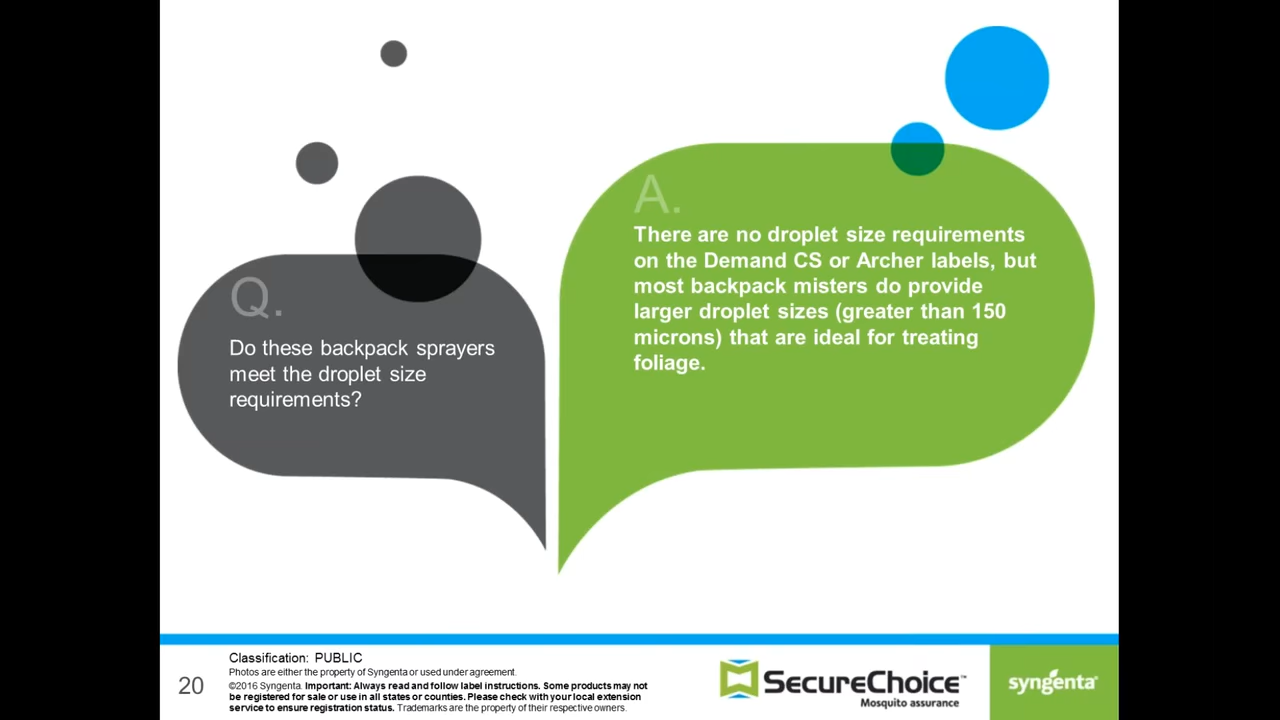 Q.
Do these backpack sprayers
meet the droplet size
requirements?
A.
There are no droplet size requirements
on the Demand CS or Archer labels, but
most backpack misters do provide
larger droplet sizes (greater than 150
microns) that are ideal for treating
foliage.
20
Classification: PUBLIC
Photos are either the property of Syngenta or used under agreement.
©2016 Syngenta. Important: Always read and follow label instructions. Some products may not
be registered for sale or use in all states or counties. Please check with your local extension
service to ensure registration status. Trademarks are the property of their respective owners.
SecureChoice™
Mosquito assurance
syngenta®